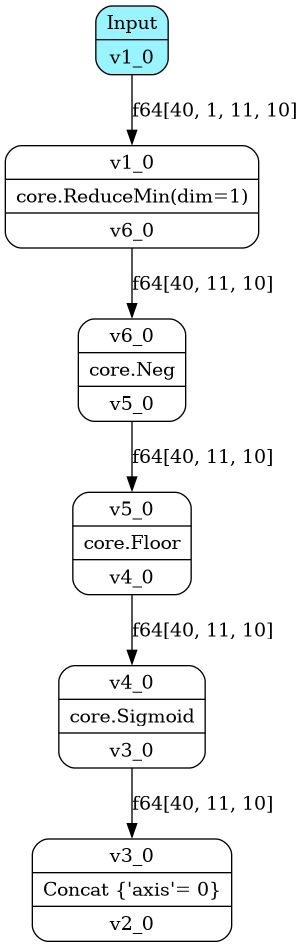 Input
v1_0
f64[40, 1, 11, 10]
v1_0
core.ReduceMin(dim=1)
v6_0
f64[40, 11, 10]
v6_0
core.Neg
v5_0
f64[40, 11, 10]
v5_0
core.Floor
v4_0
f64[40, 11, 10]
v4_0
core.Sigmoid
v3_0
f64[40, 11, 10]
v3_0
Concat {'axis'= 0}
v2_0